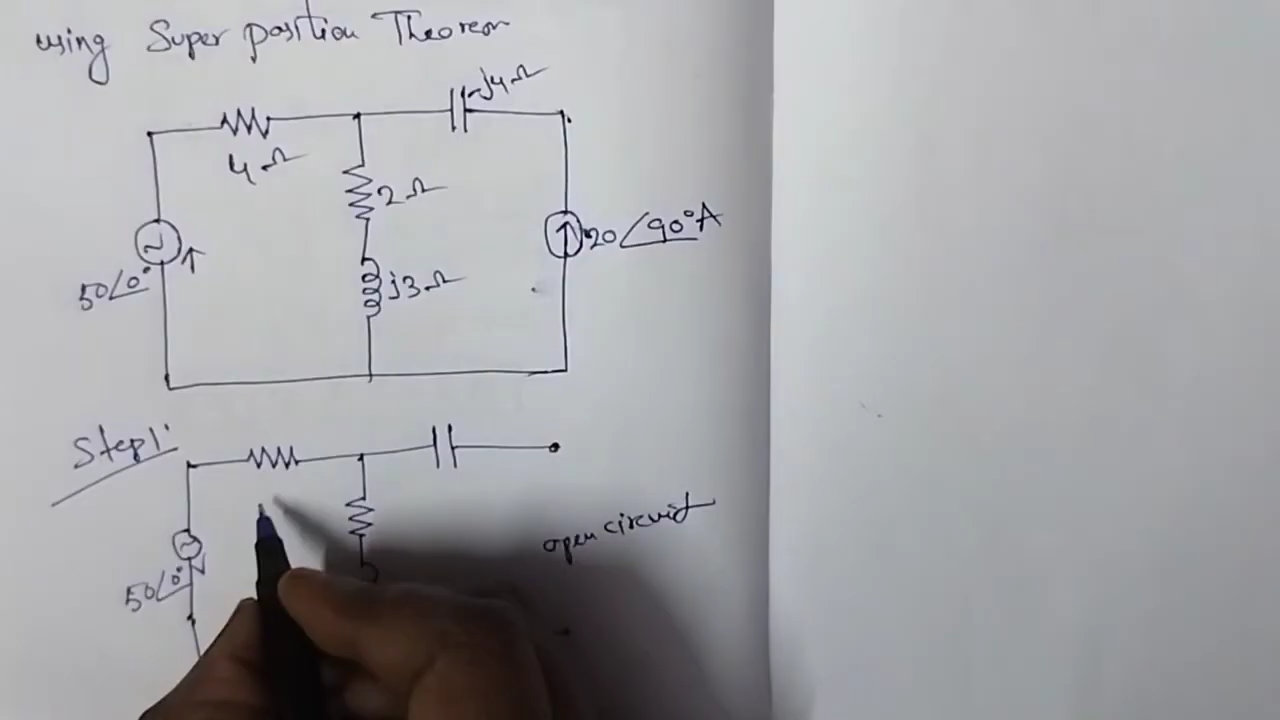 using Super position Theorem
-j4Ω
4Ω
2Ω
50∠0°
j3Ω
20∠90°A
Step1:
open circuit
50∠0° V